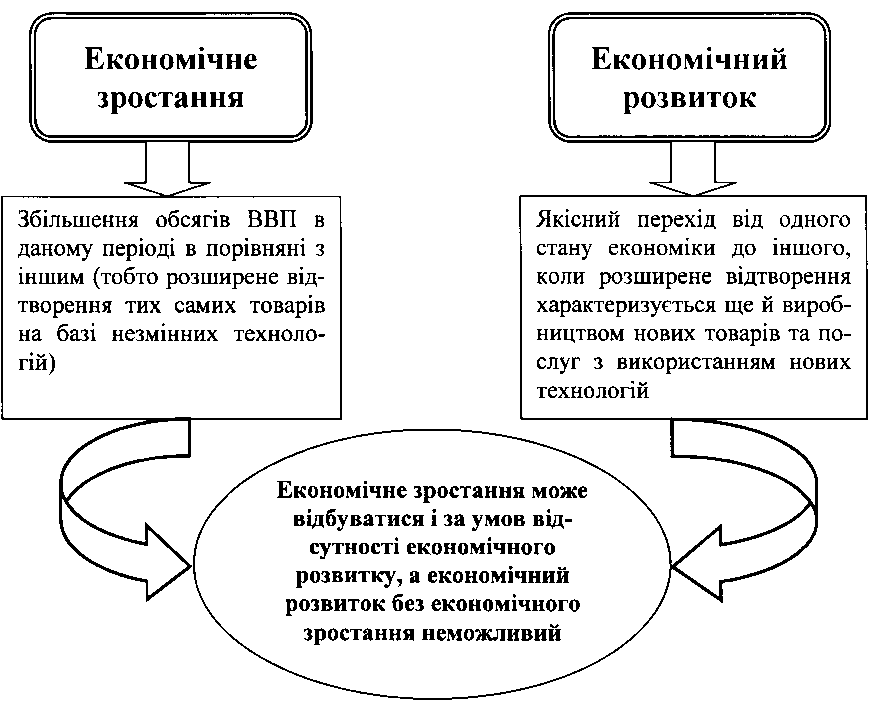 Економічне
зростання
Економічний
розвиток
Збільшення обсягів ВВП в
даному періоді в порівняні з
іншим (тобто розширене від-
творення тих самих товарів
на базі незмінних техноло-
гій)
Якісний перехід від одного
стану економіки до іншого,
коли розширене відтворення
характеризується ще й вироб-
ництвом нових товарів та по-
слуг з використанням нових
технологій
Економічне зростання може
відбуватися і за умов від-
сутності економічного
розвитку, а економічний
розвиток без економічного
зростання неможливий